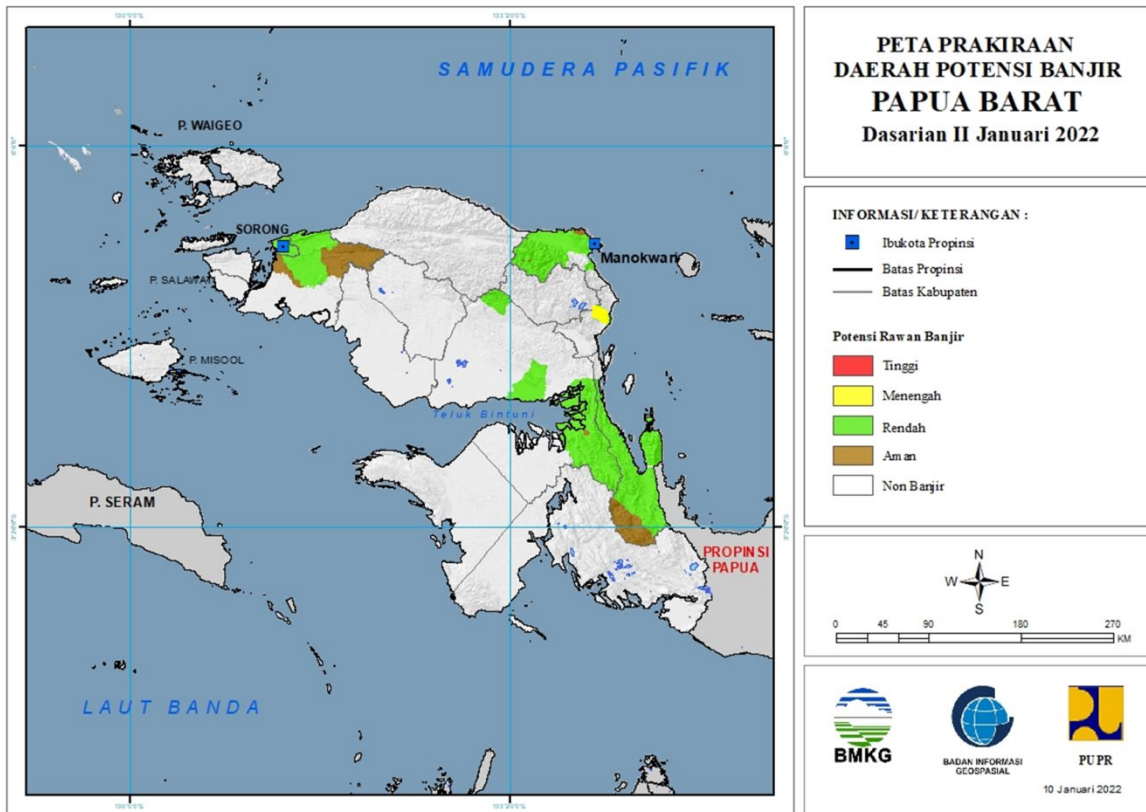 PETA PRAKIRAAN
DAERAH POTENSI BANJIR
PAPUA BARAT
Dasarian II Januari 2022
SAMUDERA PASIFIK
P. WAIGEO
SORONG
Manokwari
P. SALAWATI
P. MISOOL
Teluk Bintuni
P. SERAM
PROPINSI
PAPUA
LAUT BANDA
INFORMASI/ KETERANGAN :
Ibukota Propinsi
Batas Propinsi
Batas Kabupaten
Potensi Rawan Banjir
Tinggi
Menengah
Rendah
Aman
Non Banjir
N
W E
S
0 45 90 180 270
KM
BMKG
BADAN INFORMASI
GEOSPASIAL
PUPR
10 Januari 2022